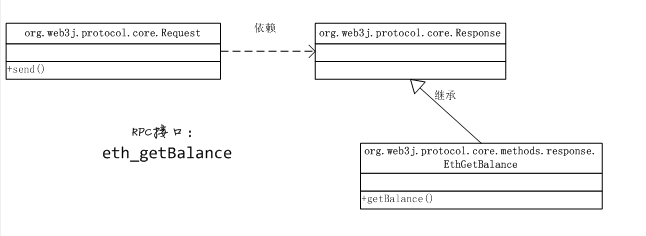 org.web3j.protocol.core.Request
+send()
依赖
org.web3j.protocol.core.Response
继承
RPC接口：
eth_getBalance
org.web3j.protocol.core.methods.response.
EthGetBalance
+getBalance()